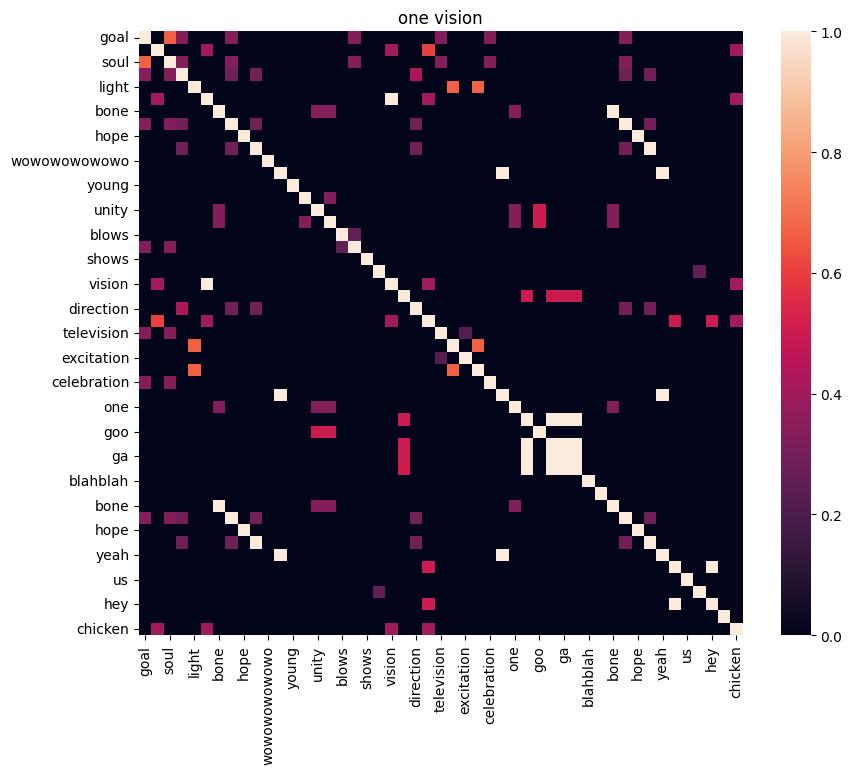 one vision
goal
soul
light
bone
hope
wowowowowowo
young
unity
blows
shows
vision
direction
television
excitation
celebration
one
goo
ga
blahblah
bone
hope
yeah
us
hey
chicken
goal
soul
light
bone
hope
wowowowowowo
young
unity
blows
shows
vision
direction
television
excitation
celebration
one
goo
ga
blahblah
bone
hope
yeah
us
hey
chicken
1.0
0.8
0.6
0.4
0.2
0.0